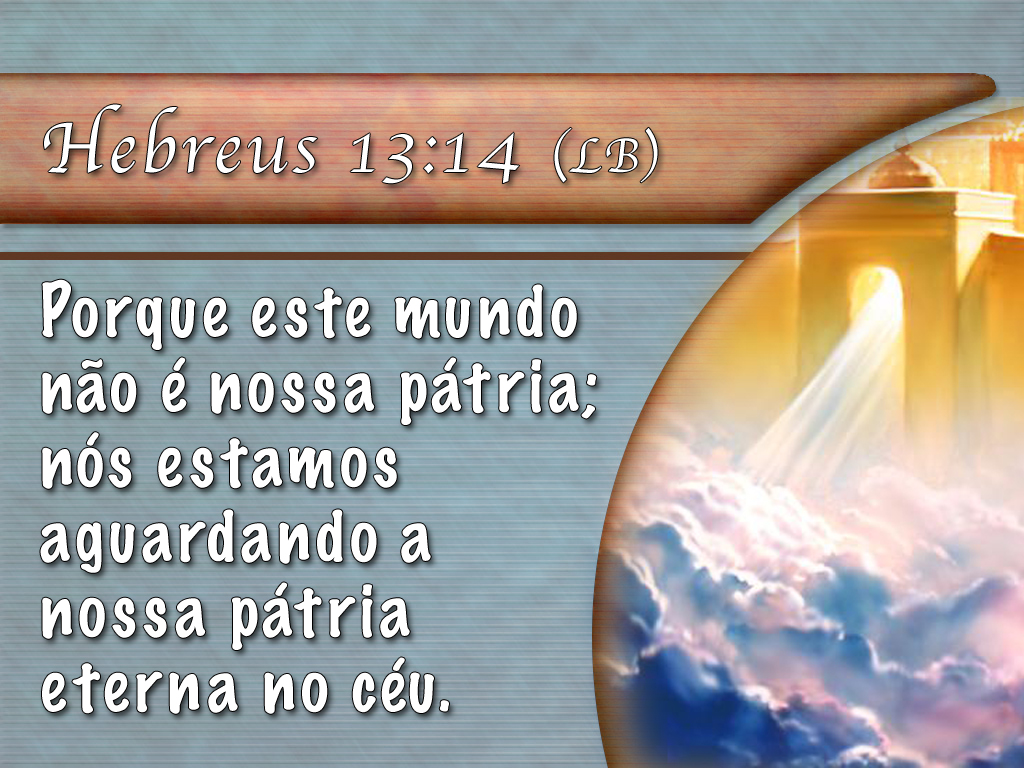 Hebreus 13:14 (LB)
Porque este mundo
não é nossa pátria;
nós estamos
aguardando a
nossa pátria
eterna no céu.